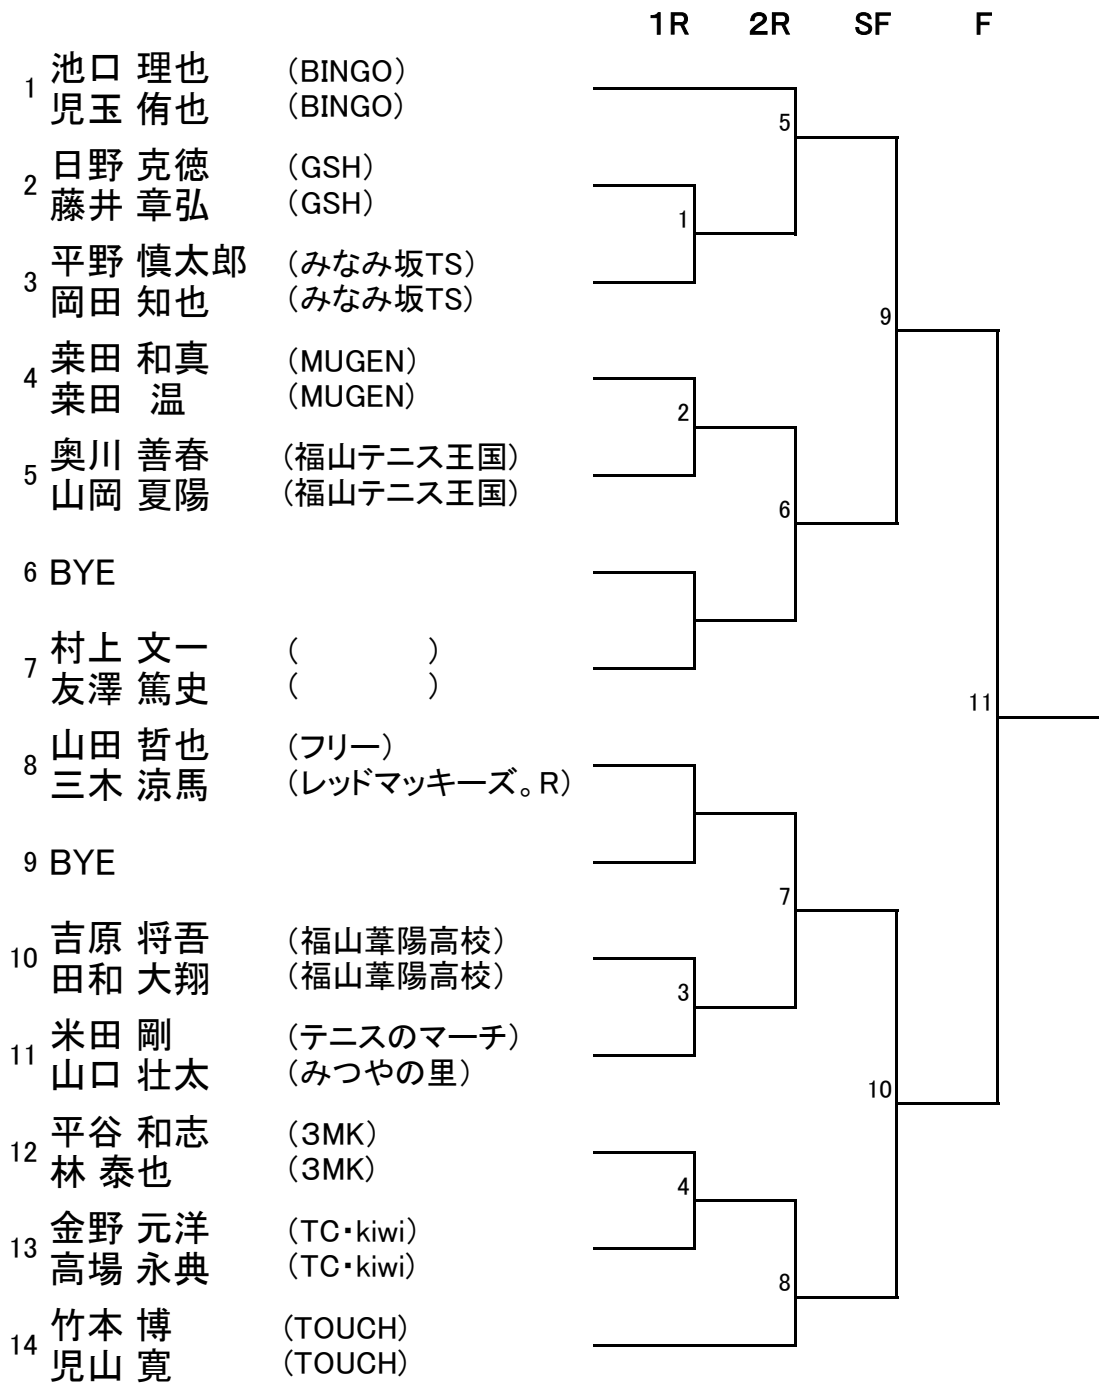 1R 2R SF F
1 池口 理也 (BINGO)
児玉 侑也 (BINGO)
5
2 日野 克徳 (GSH)
藤井 章弘 (GSH)
1
3 平野 慎太郎 (みなみ坂TS)
岡田 知也 (みなみ坂TS)
9
4 桒田 和真 (MUGEN)
桒田 温 (MUGEN)
2
5 奥川 善春 (福山テニス王国)
山岡 夏陽 (福山テニス王国)
6
6 BYE
7 村上 文一 ( )
友澤 篤史 ( )
11
8 山田 哲也 (フリー)
三木 涼馬 (レッドマッキーズ。R)
9 BYE
7
10 吉原 将吾 (福山葦陽高校)
田和 大翔 (福山葦陽高校)
3
11 米田 剛 (テニスのマーチ)
山口 壮太 (みつやの里)
10
12 平谷 和志 (3MK)
林 泰也 (3MK)
4
13 金野 元洋 (TC・kiwi)
高場 永典 (TC・kiwi)
8
14 竹本 博 (TOUCH)
児山 寛 (TOUCH)